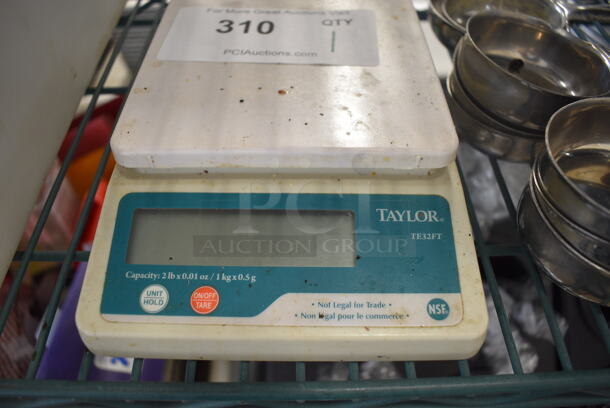 For More Great Auctions Visit
310
QTY
1
PCIAuctions.com
PCI
AUCTION GROUP
TAYLOR®
TE32FT
Capacity: 2 lb x 0.01 oz / 1 kg x 0.5 g
UNIT
HOLD
ON/OFF
TARE
• Not Legal for Trade •
• Non legal pour le commerce •
NSF®